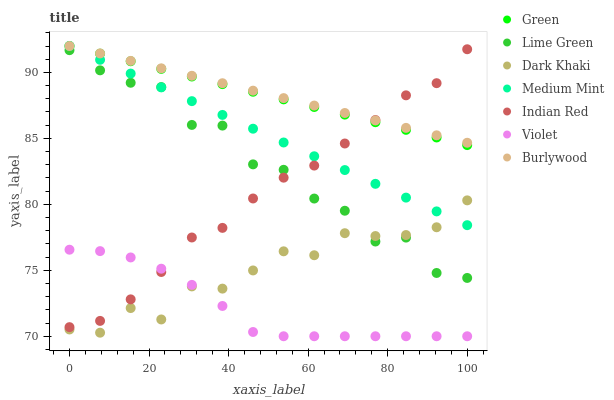 title
Green
Lime Green
Dark Khaki
Medium Mint
Indian Red
Violet
Burlywood
yaxis_label
90
85
80
75
70
0
20
40
60
80
100
xaxis_label